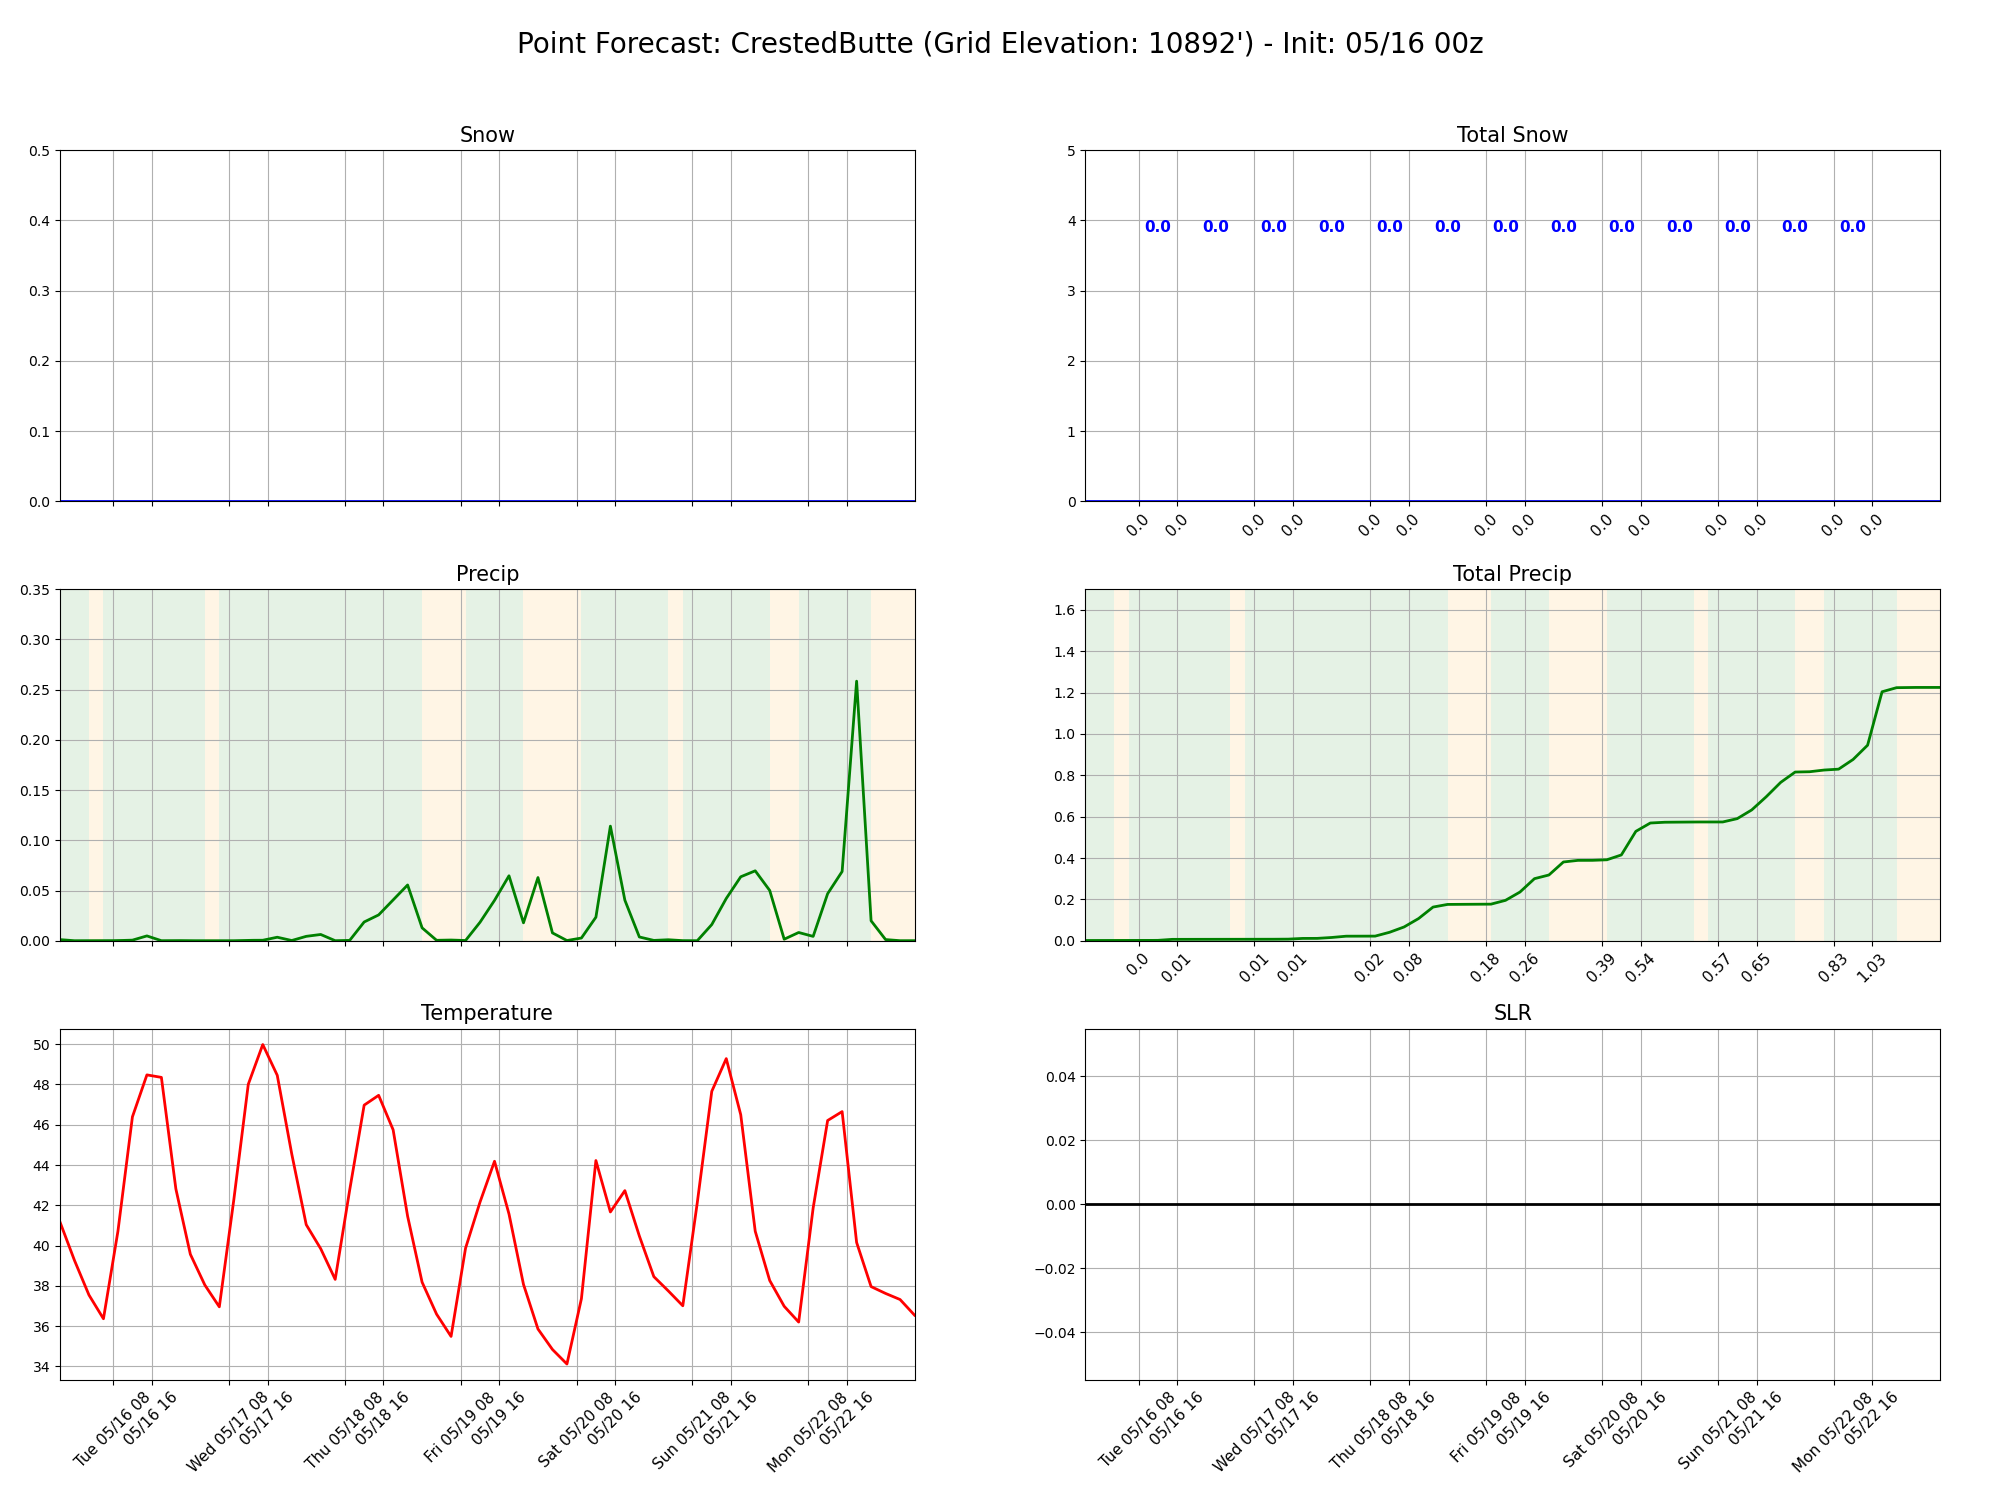 Point Forecast: CrestedButte (Grid Elevation: 10892') - Init: 05/16 00z
Snow
0.5
0.4
0.3
0.2
0.1
0.0
Total Snow
5
4
3
2
1
0
0.0 0.0 0.0 0.0 0.0 0.0 0.0 0.0 0.0 0.0 0.0 0.0 0.0
0.0 0.0 0.0 0.0 0.0 0.0 0.0 0.0 0.0 0.0 0.0 0.0 0.0 0.0
Precip
0.35
0.30
0.25
0.20
0.15
0.10
0.05
0.00
Total Precip
1.6
1.4
1.2
1.0
0.8
0.6
0.4
0.2
0.0
0.0 0.01 0.01 0.01 0.02 0.08 0.18 0.26 0.39 0.54 0.57 0.65 0.83 1.03
Temperature
50
48
46
44
42
40
38
36
34
Tue 05/16 08
05/16 16
Wed 05/17 08
05/17 16
Thu 05/18 08
05/18 16
Fri 05/19 08
05/19 16
Sat 05/20 08
05/20 16
Sun 05/21 08
05/21 16
Mon 05/22 08
05/22 16
SLR
0.04
0.02
0.00
−0.02
−0.04
Tue 05/16 08
05/16 16
Wed 05/17 08
05/17 16
Thu 05/18 08
05/18 16
Fri 05/19 08
05/19 16
Sat 05/20 08
05/20 16
Sun 05/21 08
05/21 16
Mon 05/22 08
05/22 16